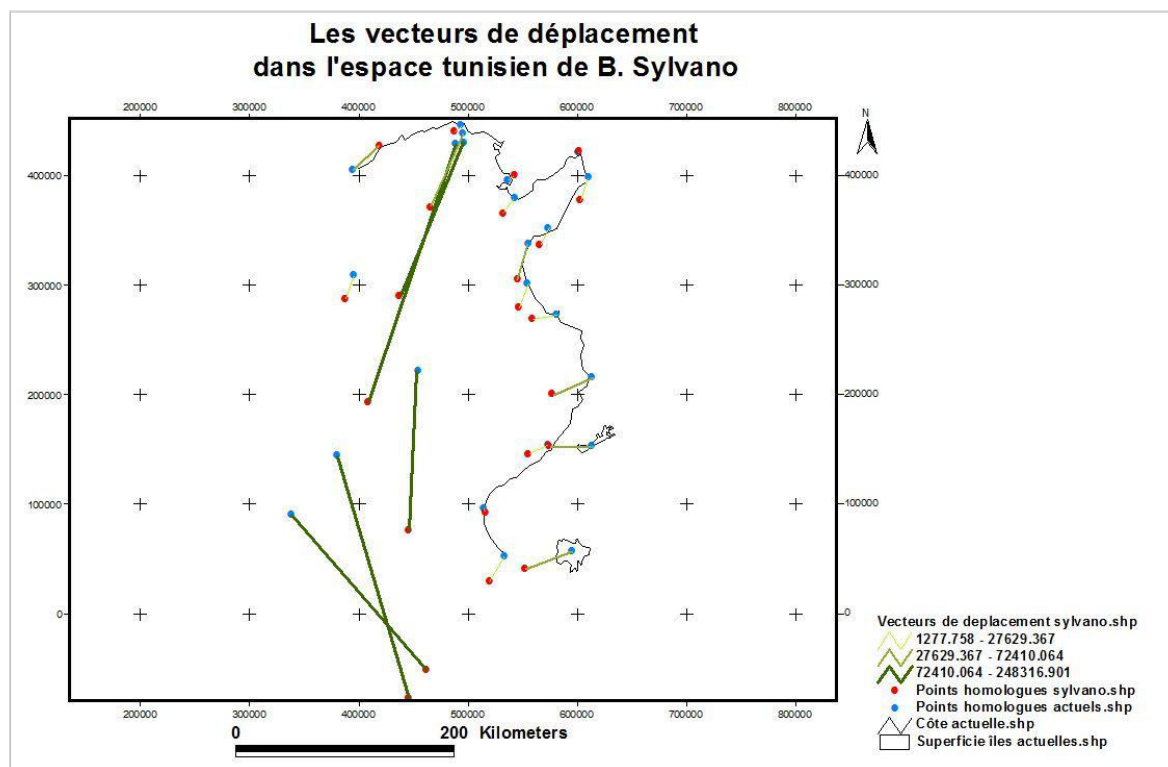 Les vecteurs de déplacement
dans l'espace tunisien de B. Sylvano
200000 300000 400000 500000 600000 700000 800000
N
400000 400000
300000 300000
200000 200000
100000 100000
0 0
200000 300000 400000 500000 600000 700000 800000
0 200 Kilometers
Vecteurs de deplacement sylvano.shp
1277.758 - 27629.367
27629.367 - 72410.064
72410.064 - 248316.901
Points homologues sylvano.shp
Points homologues actuels.shp
Côte actuelle.shp
Superficie îles actuelles.shp